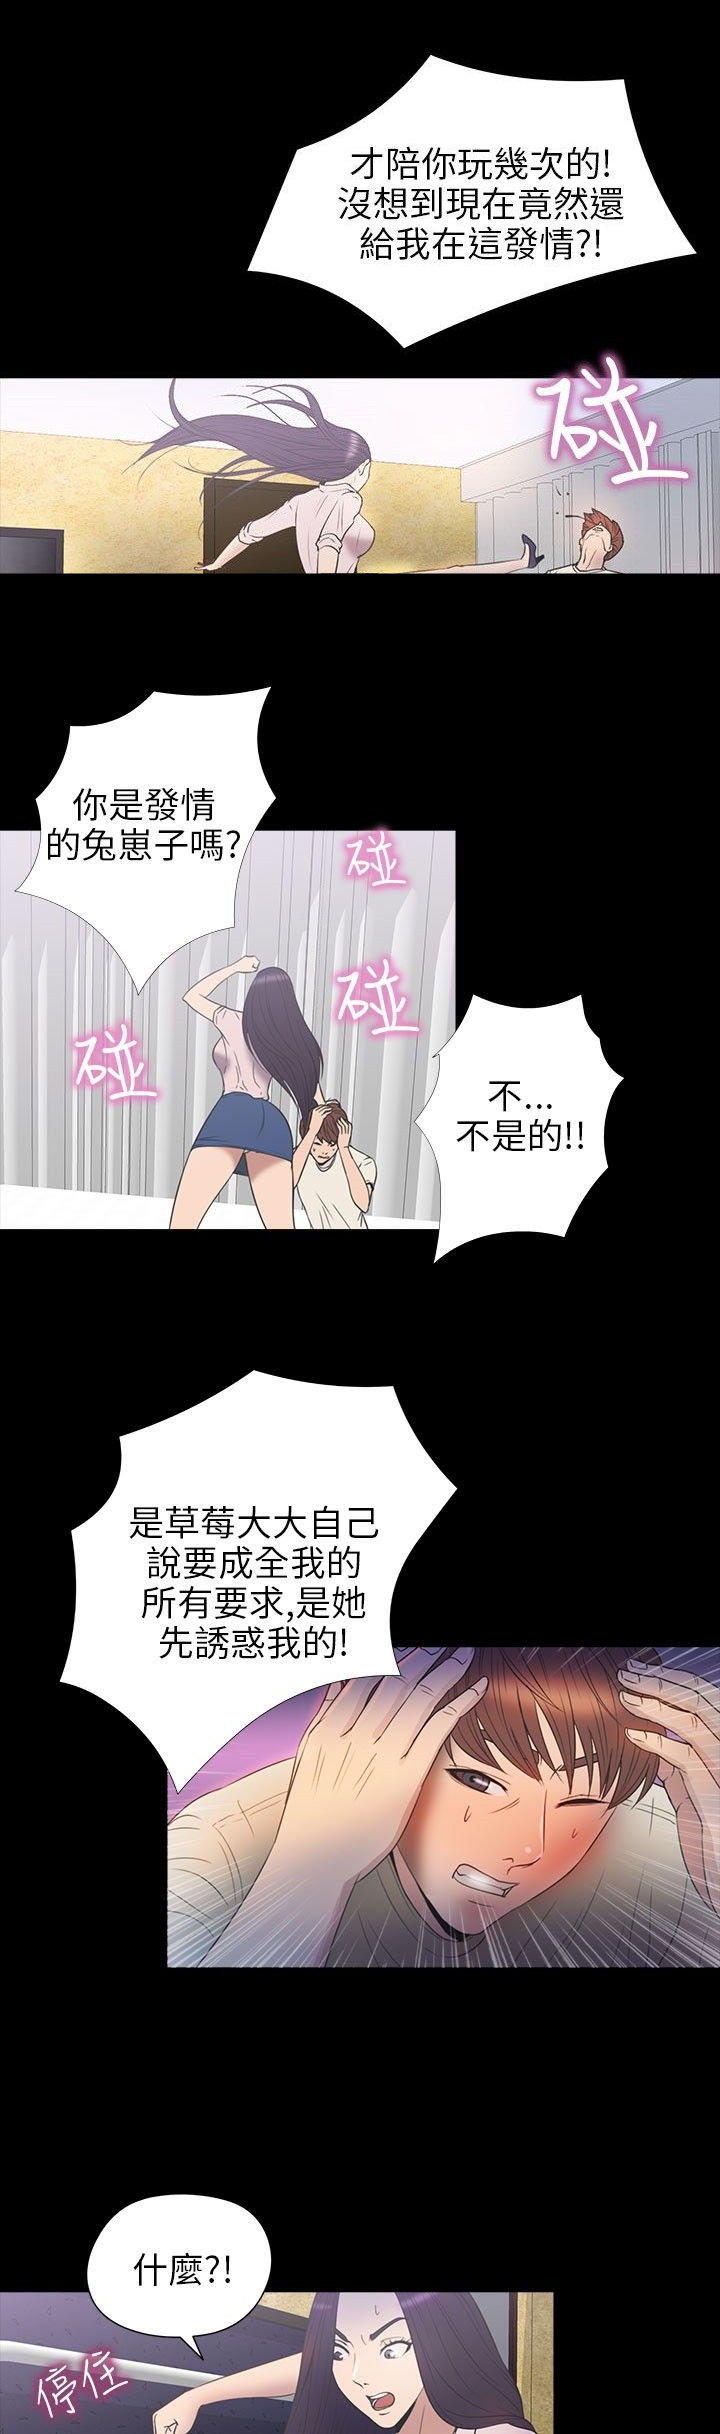 才陪你玩幾次的!
沒想到現在竟然還
給我在這發情?!
碰
你是發情
的兔崽子嗎?
碰
碰
碰
不...
不是的!!
是草莓大大自己
說要成全我的
所有要求,是她
先誘惑我的!
什麼?!
停住